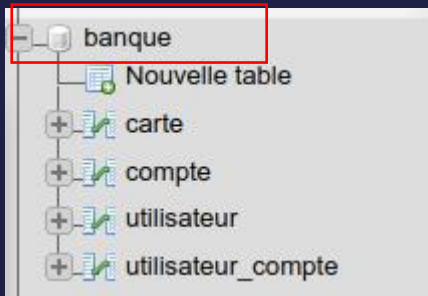 banque
Nouvelle table
carte
compte
utilisateur
utilisateur_compte